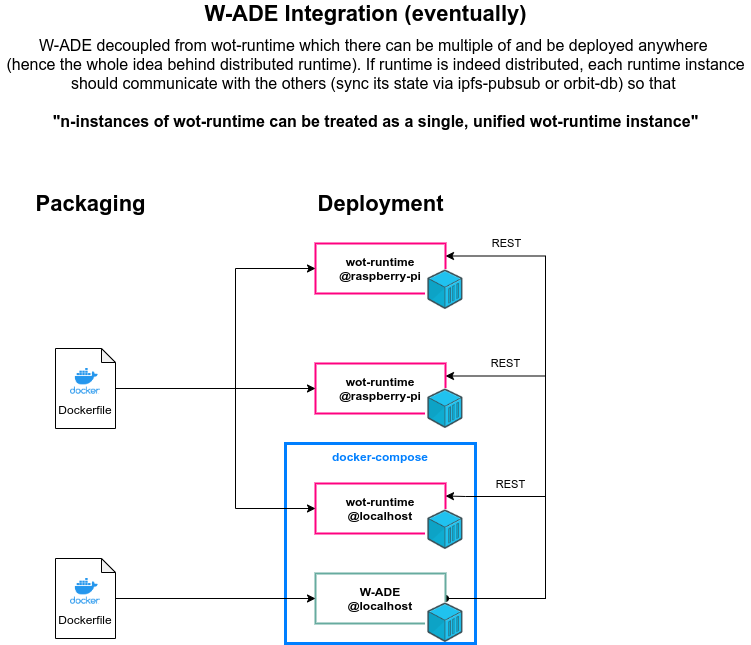 W-ADE Integration (eventually)
W-ADE decoupled from wot-runtime which there can be multiple of and be deployed anywhere
(hence the whole idea behind distributed runtime). If runtime is indeed distributed, each runtime instance
should communicate with the others (sync its state via ipfs-pubsub or orbit-db) so that
"n-instances of wot-runtime can be treated as a single, unified wot-runtime instance"
Packaging
Deployment
REST
wot-runtime
@raspberry-pi
REST
wot-runtime
@raspberry-pi
docker
Dockerfile
docker-compose
REST
wot-runtime
@localhost
docker
Dockerfile
W-ADE
@localhost